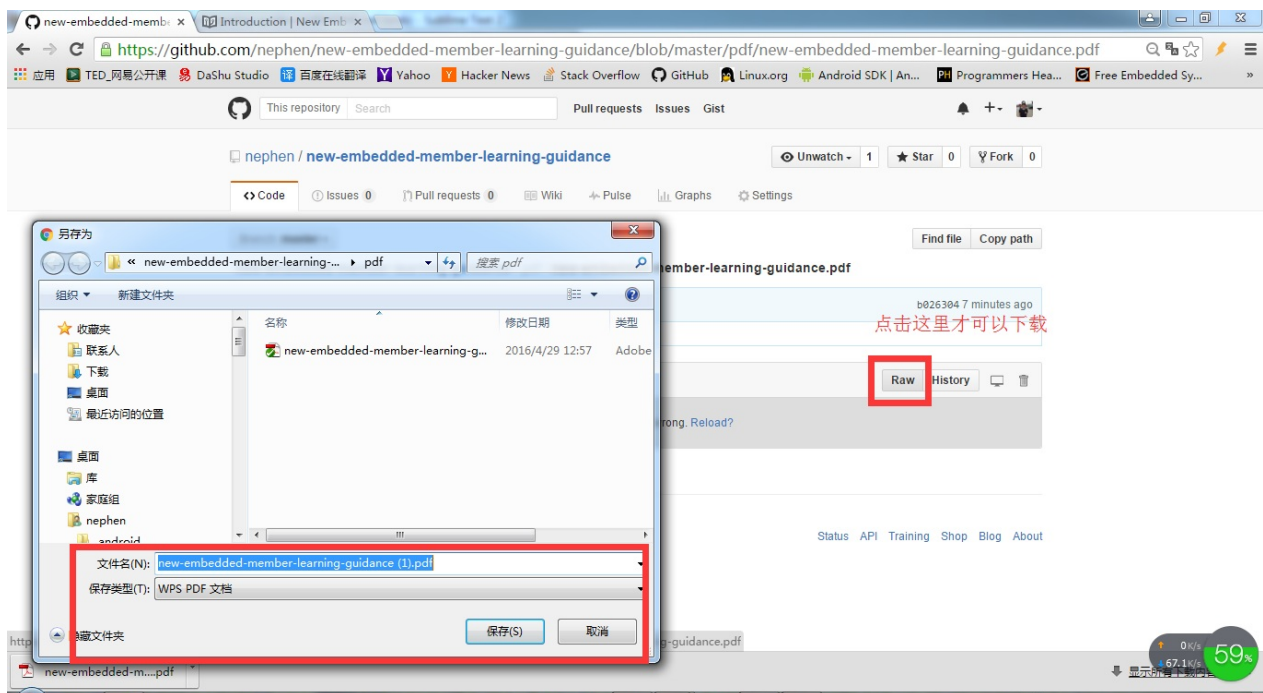 new-embedded-membe
Introduction | New Emb
https://github.com/nephen/new-embedded-member-learning-guidance/blob/master/pdf/new-embedded-member-learning-guidance.pdf
应用 TED_网易公开课 DaShu Studio 百度在线翻译 Yahoo Hacker News Stack Overflow GitHub Linux.org Android SDK | An... Programmers Hea... Free Embedded Sy... »
This repository Search Pull requests Issues Gist
nephen / new-embedded-member-learning-guidance Unwatch 1 Star 0 Fork 0
Code Issues 0 Pull requests 0 Wiki Pulse Graphs Settings
另存为
« new-embedded-member-learning-... pdf 搜索 pdf
组织 新建文件夹
收藏夹
联系人
下载
桌面
最近访问的位置
桌面
库
家庭组
nephen
android
名称 修改日期 类型
new-embedded-member-learning-g... 2016/4/29 12:57 Adobe
文件名(N): new-embedded-member-learning-guidance (1).pdf
保存类型(T): WPS PDF 文档
隐藏文件夹 保存(S) 取消
Find file Copy path
ember-learning-guidance.pdf
b026304 7 minutes ago
点击这里才可以下载
Raw History
rong. Reload?
Status API Training Shop Blog About
http
g-guidance.pdf
new-embedded-m....pdf
显示所有下载内
0K/s
67.1K/s
59%